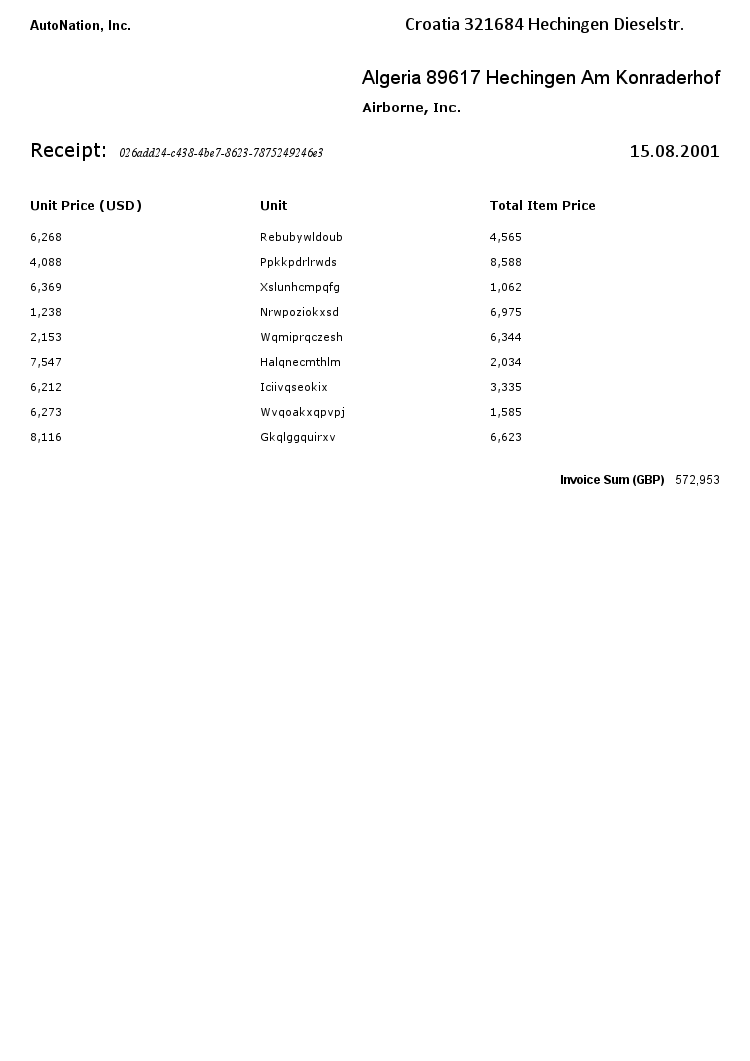 AutoNation, Inc. Croatia 321684 Hechingen Dieselstr.
Algeria 89617 Hechingen Am Konraderhof
Airborne, Inc.
Receipt: 026add24-c438-4be7-8623-7875249246e3 15.08.2001
Unit Price (USD) Unit Total Item Price
6,268 Rebubywldoub 4,565
4,088 Ppkkpdrlrwds 8,588
6,369 Xslunhcmpqfg 1,062
1,238 Nrwpoziokxsd 6,975
2,153 Wqmiprqczesh 6,344
7,547 Halqnecmthlm 2,034
6,212 Iciivqseokix 3,335
6,273 Wvqoakxqpvpj 1,585
8,116 Gkqlggquirxv 6,623
Invoice Sum (GBP) 572,953